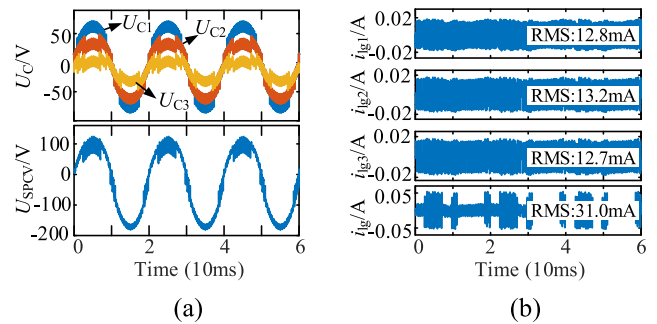 U_C/V
50
0
-50
U_C1
U_C2
U_C3
U_SPCV/V
100
0
-100
-200
0 2 4 6
Time (10ms)
(a)
i_lg1/A
0.02
-0.02
RMS:12.8mA
i_lg2/A
0.02
-0.02
RMS:13.2mA
i_lg3/A
0.02
-0.02
RMS:12.7mA
i_lg/A
0.05
-0.05
RMS:31.0mA
0 2 4 6
Time (10ms)
(b)